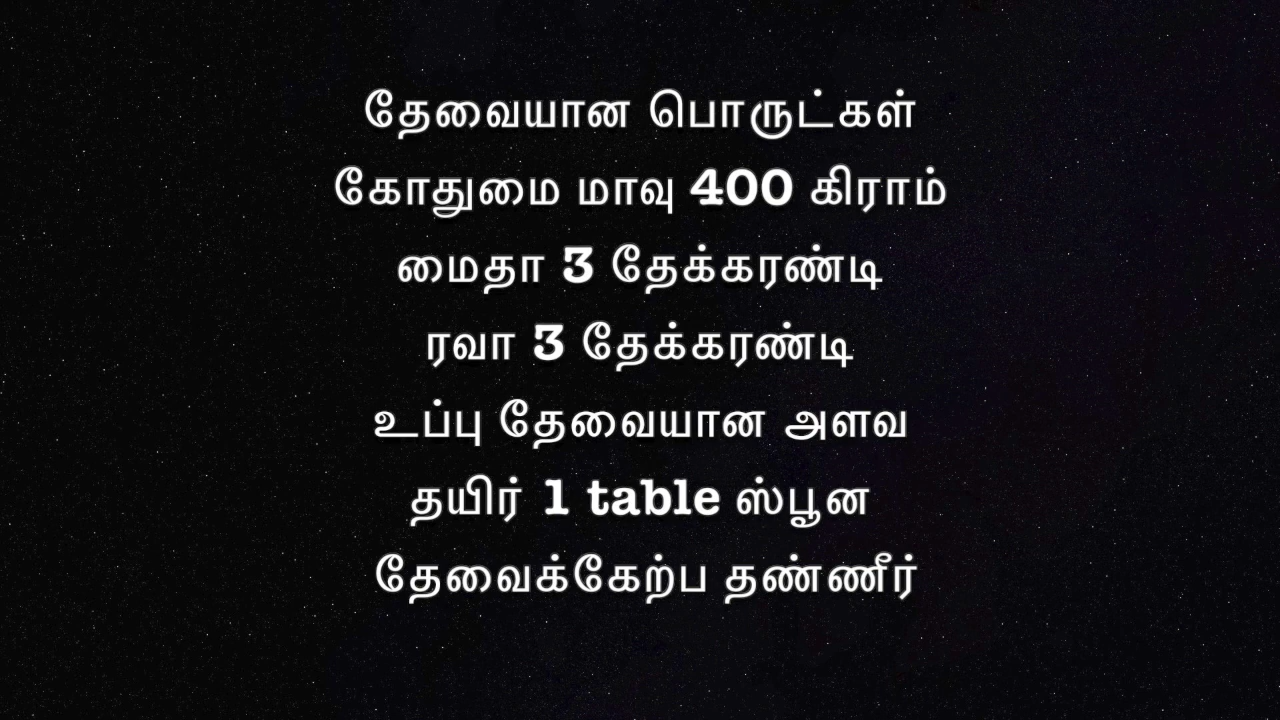 தேவையான பொருட்கள்
கோதுமை மாவு 400 கிராம்
மைதா 3 தேக்கரண்டி
ரவா 3 தேக்கரண்டி
உப்பு தேவையான அளவ
தயிர் 1 table ஸ்பூன
தேவைக்கேற்ப தண்ணீர்